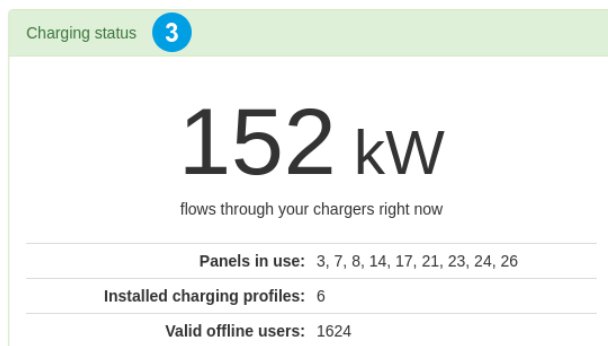 Charging status 3
152 kW
flows through your chargers right now
Panels in use: 3, 7, 8, 14, 17, 21, 23, 24, 26
Installed charging profiles: 6
Valid offline users: 1624